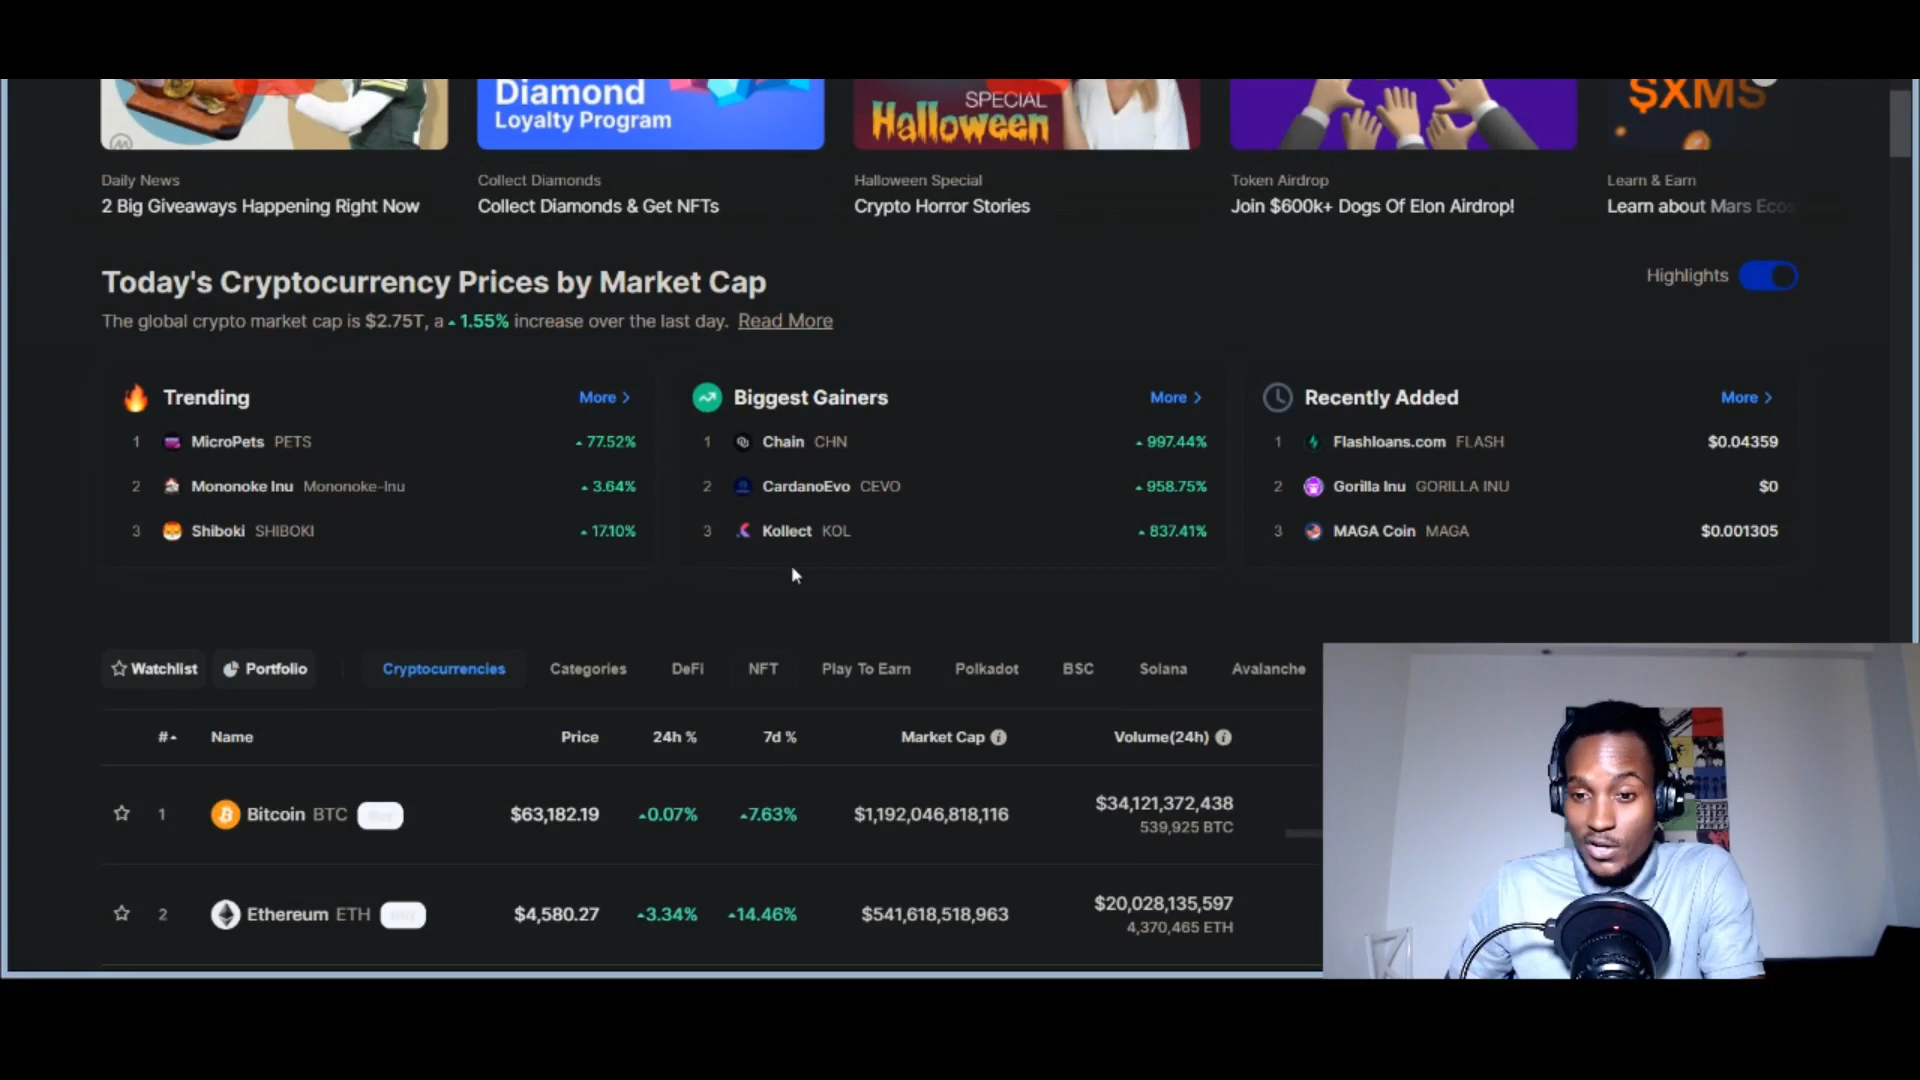 Diamond
Loyalty Program
SPECIAL
Halloween
$XMS
Daily News
2 Big Giveaways Happening Right Now
Collect Diamonds
Collect Diamonds & Get NFTs
Halloween Special
Crypto Horror Stories
Token Airdrop
Join $600k+ Dogs Of Elon Airdrop!
Learn & Earn
Learn about Mars Ecos
Today's Cryptocurrency Prices by Market Cap
Highlights
The global crypto market cap is $2.75T, a 1.55% increase over the last day. Read More
Trending More
1 MicroPets PETS 77.52%
2 Mononoke Inu Mononoke-Inu 3.64%
3 Shiboki SHIBOKI 17.10%
Biggest Gainers More
1 Chain CHN 997.44%
2 CardanoEvo CEVO 958.75%
3 Kollect KOL 837.41%
Recently Added More
1 Flashloans.com FLASH $0.04359
2 Gorilla Inu GORILLA INU $0
3 MAGA Coin MAGA $0.001305
Watchlist Portfolio Cryptocurrencies Categories DeFi NFT Play To Earn Polkadot BSC Solana Avalanche
# Name Price 24h % 7d % Market Cap Volume(24h)
1 Bitcoin BTC $63,182.19 0.07% 7.63% $1,192,046,818,116 $34,121,372,438
539,925 BTC
2 Ethereum ETH $4,580.27 3.34% 14.46% $541,618,518,963 $20,028,135,597
4,370,465 ETH